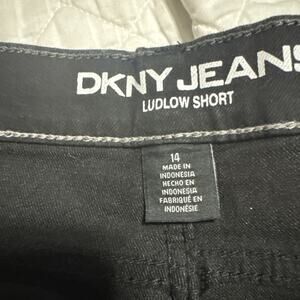 DKNY JEANS
LUDLOW SHORT
14
MADE IN
INDONESIA
HECHO EN
INDONESIA
FABRIQUÉ EN
INDONÉSIE